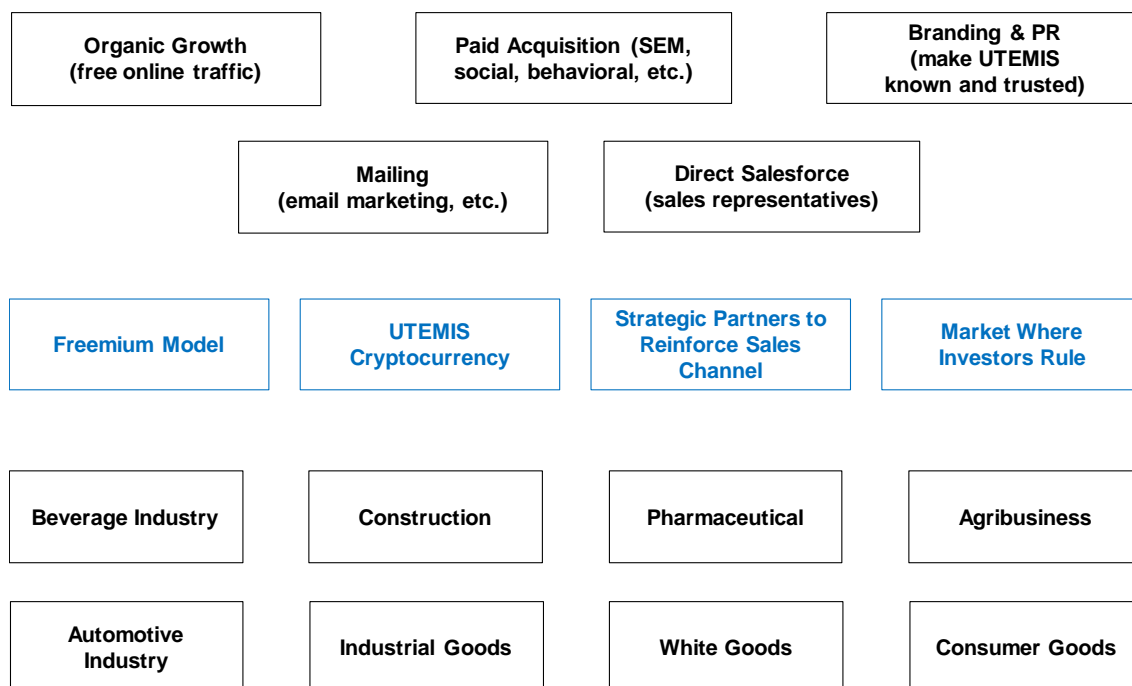 Organic Growth
(free online traffic)
Paid Acquisition (SEM,
social, behavioral, etc.)
Branding & PR
(make UTEMIS
known and trusted)
Mailing
(email marketing, etc.)
Direct Salesforce
(sales representatives)
Freemium Model
UTEMIS
Cryptocurrency
Strategic Partners to
Reinforce Sales
Channel
Market Where
Investors Rule
Beverage Industry
Construction
Pharmaceutical
Agribusiness
Automotive
Industry
Industrial Goods
White Goods
Consumer Goods